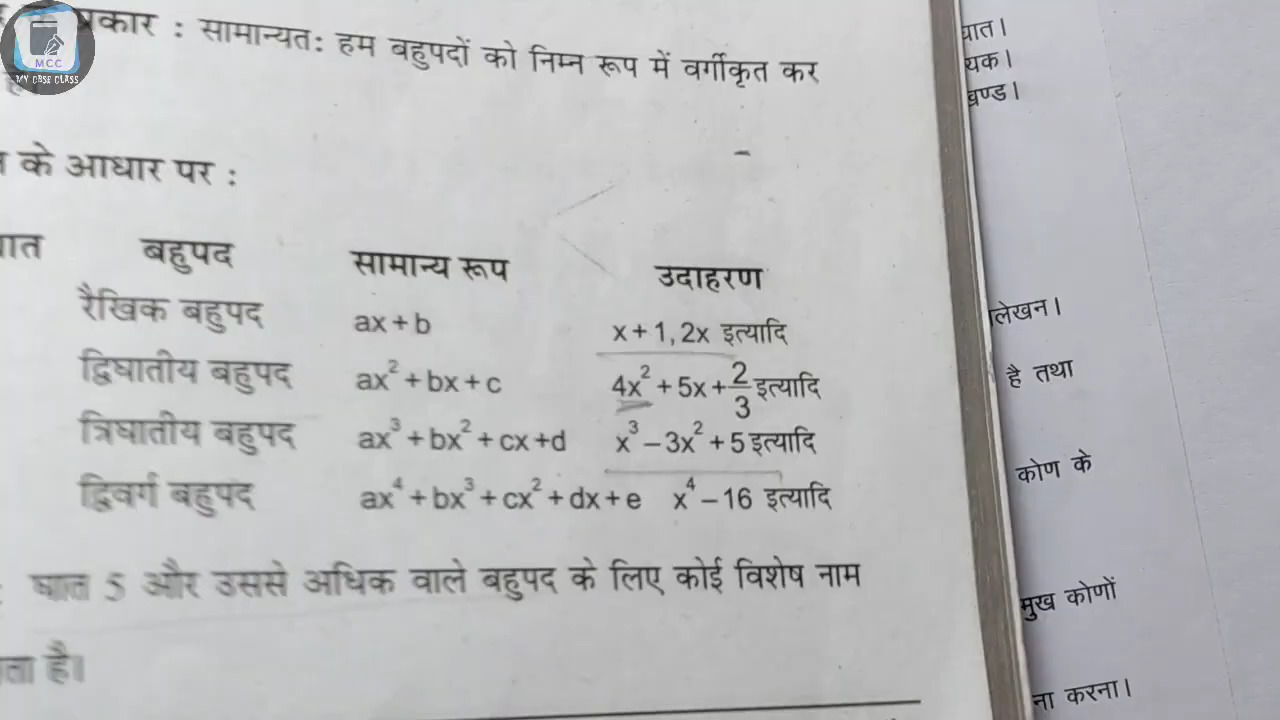 MCC
MY CBSE CLASS
प्रकार : सामान्यतः हम बहुपदों को निम्न रूप में वर्गीकृत कर
के आधार पर :
बहुपद सामान्य रूप उदाहरण
रैखिक बहुपद ax + b x + 1, 2x इत्यादि
द्विघातीय बहुपद ax² + bx + c 4x² + 5x + 2/3 इत्यादि
त्रिघातीय बहुपद ax³ + bx² + cx + d x³ – 3x² + 5 इत्यादि
द्विवर्ग बहुपद ax⁴ + bx³ + cx² + dx + e x⁴ – 16 इत्यादि
घात 5 और उससे अधिक वाले बहुपद के लिए कोई विशेष नाम
है।
है तथा
कोण के
कोणों
करना।